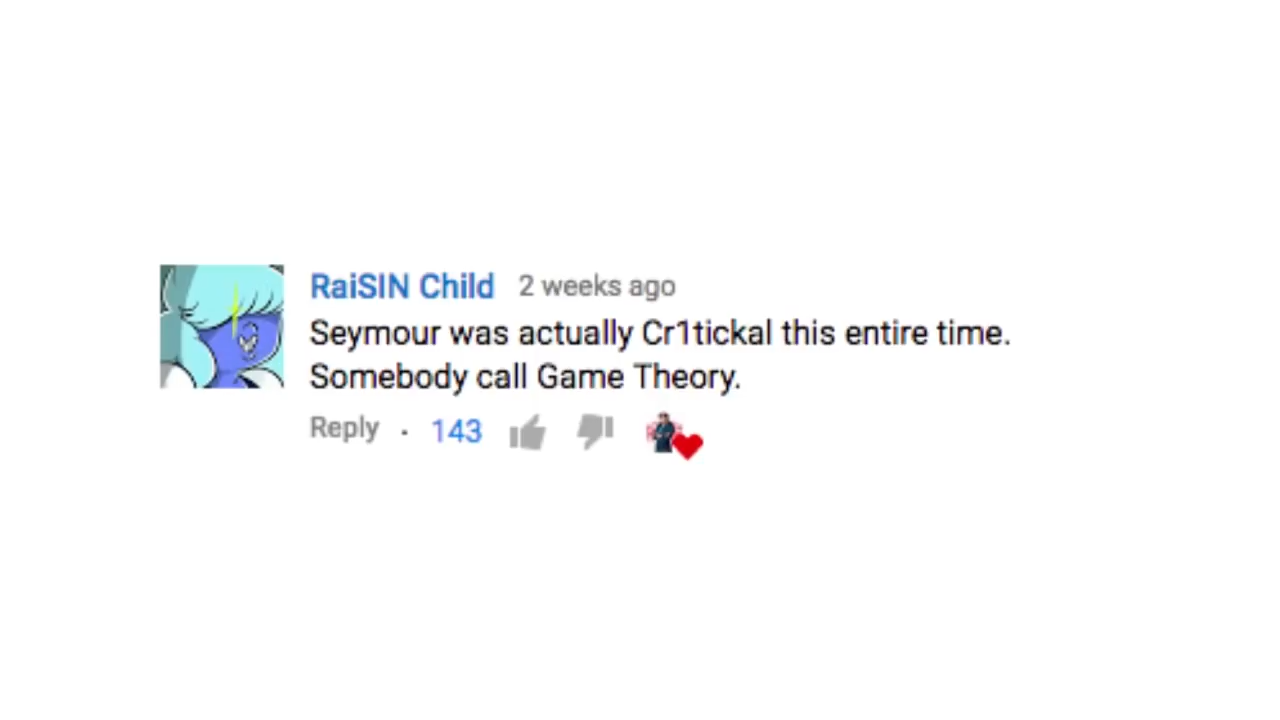 RaiSIN Child 2 weeks ago
Seymour was actually Cr1tickal this entire time.
Somebody call Game Theory.
Reply · 143